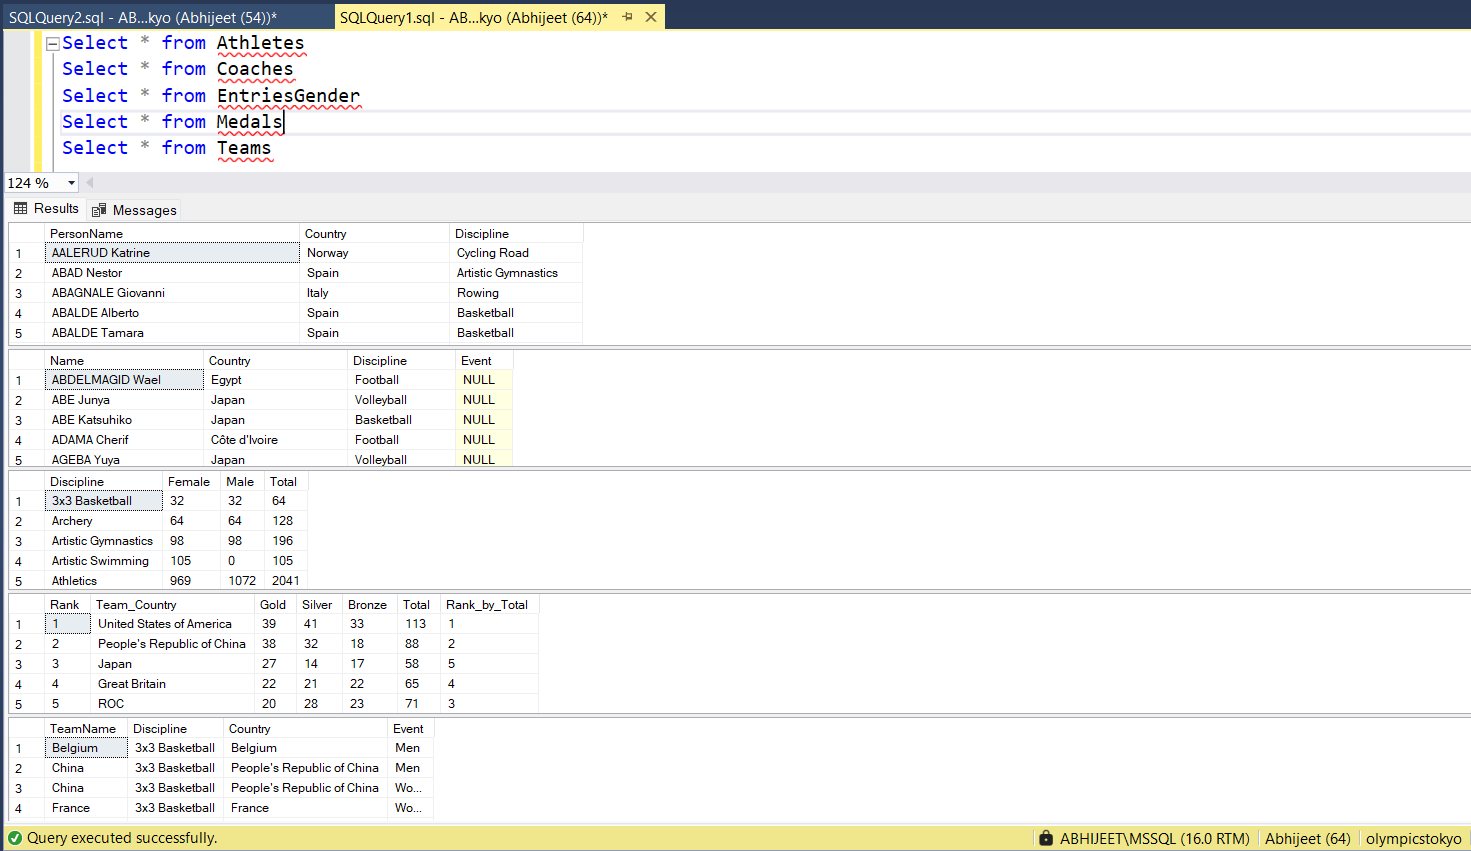 SQLQuery2.sql - AB...kyo (Abhijeet (54))* SQLQuery1.sql - AB...kyo (Abhijeet (64))*
Select * from Athletes
Select * from Coaches
Select * from EntriesGender
Select * from Medals
Select * from Teams
124 %
Results Messages
PersonName Country Discipline
1 AALERUD Katrine Norway Cycling Road
2 ABAD Nestor Spain Artistic Gymnastics
3 ABAGNALE Giovanni Italy Rowing
4 ABALDE Alberto Spain Basketball
5 ABALDE Tamara Spain Basketball
Name Country Discipline Event
1 ABDELMAGID Wael Egypt Football NULL
2 ABE Junya Japan Volleyball NULL
3 ABE Katsuhiko Japan Basketball NULL
4 ADAMA Cherif Côte d'Ivoire Football NULL
5 AGEBA Yuya Japan Volleyball NULL
Discipline Female Male Total
1 3x3 Basketball 32 32 64
2 Archery 64 64 128
3 Artistic Gymnastics 98 98 196
4 Artistic Swimming 105 0 105
5 Athletics 969 1072 2041
Rank Team_Country Gold Silver Bronze Total Rank_by_Total
1 1 United States of America 39 41 33 113 1
2 2 People's Republic of China 38 32 18 88 2
3 3 Japan 27 14 17 58 5
4 4 Great Britain 22 21 22 65 4
5 5 ROC 20 28 23 71 3
TeamName Discipline Country Event
1 Belgium 3x3 Basketball Belgium Men
2 China 3x3 Basketball People's Republic of China Men
3 China 3x3 Basketball People's Republic of China Wo...
4 France 3x3 Basketball France Wo...
Query executed successfully. ABHIJEET\MSSQL (16.0 RTM) Abhijeet (64) olympicstokyo